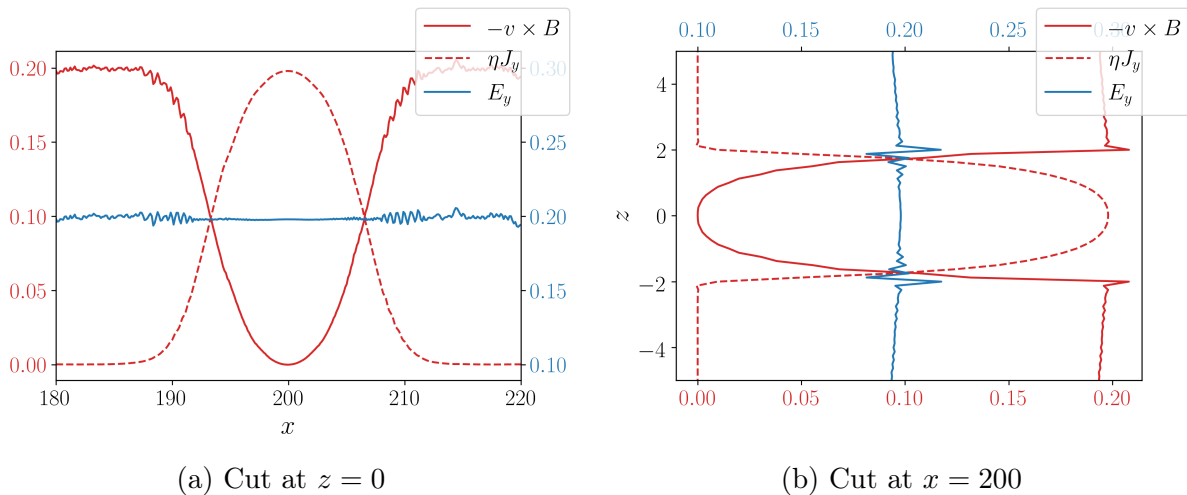 0.10 0.15 0.20 0.25 0.30
−v × B
ηJ_y
E_y
0.20
0.15
0.10
0.05
0.00
0.30
0.25
0.20
0.15
0.10
180 190 200 210 220
x
−v × B
ηJ_y
E_y
4
2
0
−2
−4
z
0.00 0.05 0.10 0.15 0.20
(a) Cut at z = 0
(b) Cut at x = 200